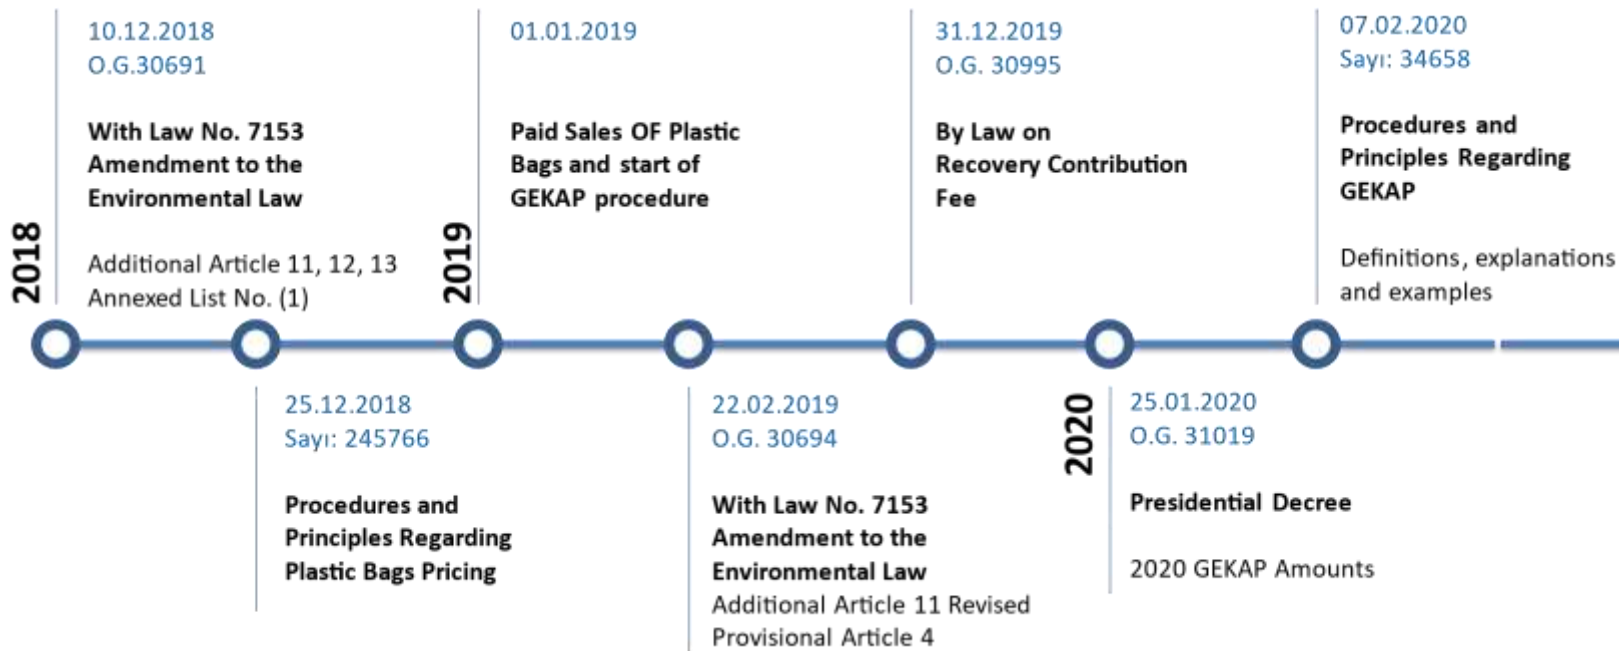 2018
10.12.2018
O.G.30691
With Law No. 7153
Amendment to the
Environmental Law
Additional Article 11, 12, 13
Annexed List No. (1)
25.12.2018
Sayı: 245766
Procedures and
Principles Regarding
Plastic Bags Pricing
2019
01.01.2019
Paid Sales OF Plastic
Bags and start of
GEKAP procedure
22.02.2019
O.G. 30694
With Law No. 7153
Amendment to the
Environmental Law
Additional Article 11 Revised
Provisional Article 4
31.12.2019
O.G. 30995
By Law on
Recovery Contribution
Fee
2020
25.01.2020
O.G. 31019
Presidential Decree
2020 GEKAP Amounts
07.02.2020
Sayı: 34658
Procedures and
Principles Regarding
GEKAP
Definitions, explanations
and examples